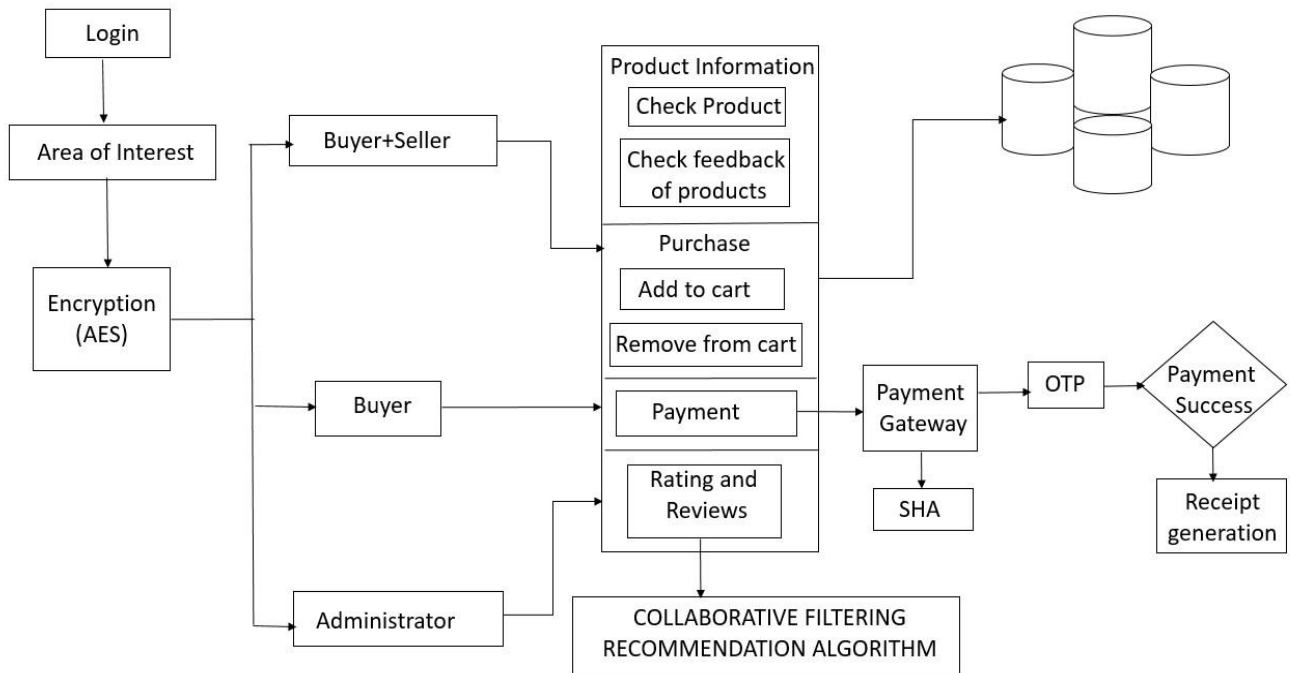 Login
Area of Interest
Encryption
(AES)
Buyer+Seller
Buyer
Administrator
Product Information
Check Product
Check feedback
of products
Purchase
Add to cart
Remove from cart
Payment
Rating and
Reviews
COLLABORATIVE FILTERING
RECOMMENDATION ALGORITHM
Payment
Gateway
SHA
OTP
Payment
Success
Receipt
generation